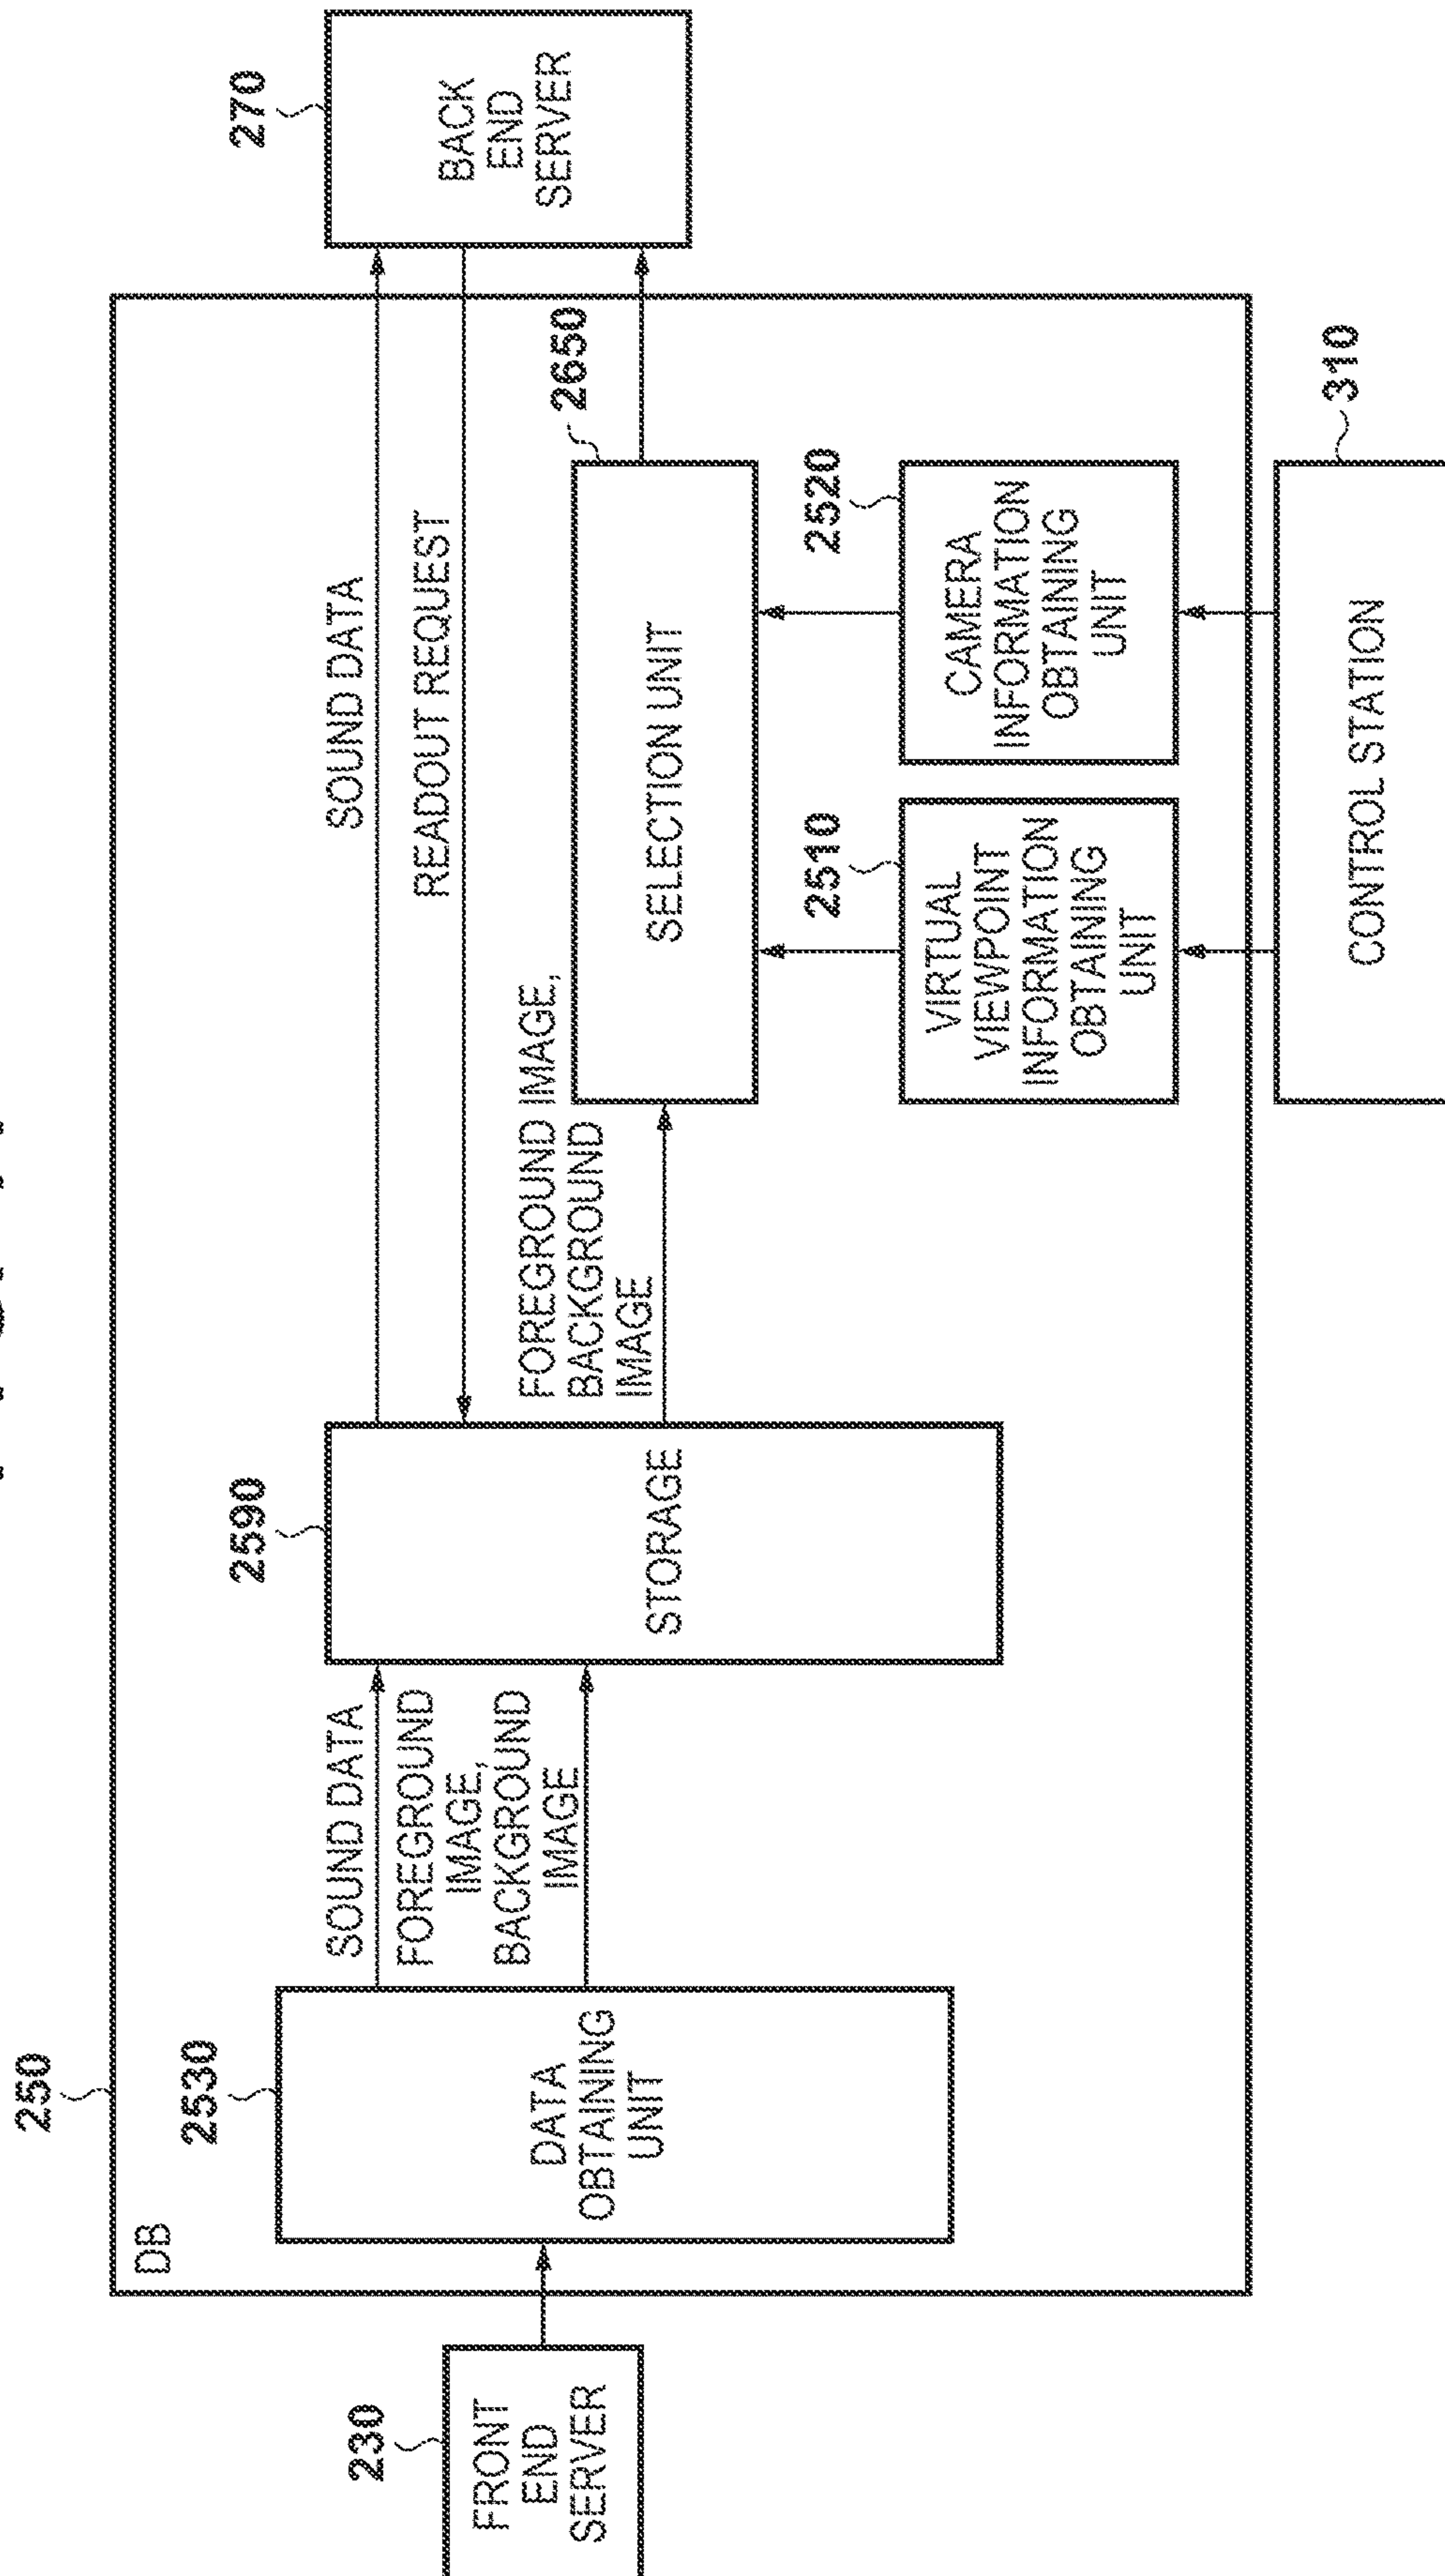 250
DB
230
FRONT
END
SERVER
2530
DATA
OBTAINING
UNIT
SOUND DATA
FOREGROUND
IMAGE,
BACKGROUND
IMAGE
2590
STORAGE
SOUND DATA
READOUT REQUEST
FOREGROUND IMAGE,
BACKGROUND
IMAGE
2650
SELECTION UNIT
2510
VIRTUAL
VIEWPOINT
INFORMATION
OBTAINING
UNIT
2520
CAMERA
INFORMATION
OBTAINING
UNIT
270
BACK
END
SERVER
310
CONTROL STATION